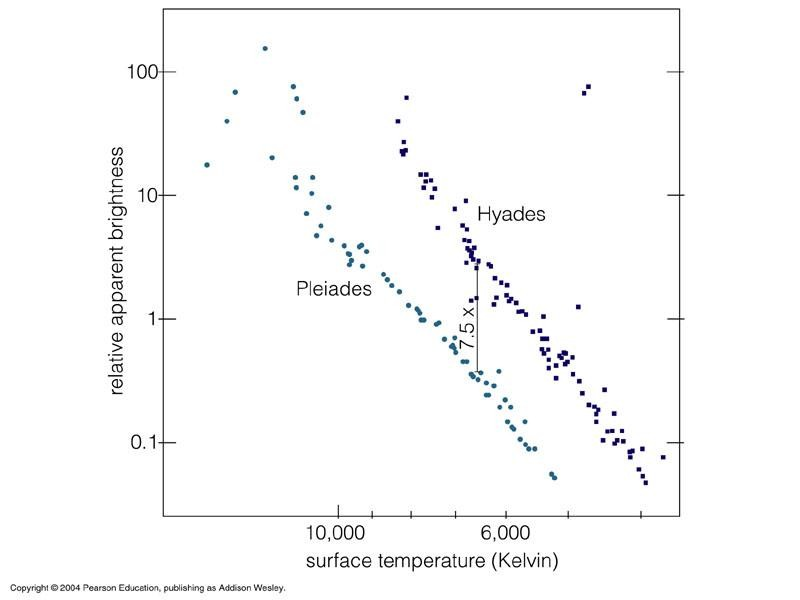 100
10
1
0.1
relative apparent brightness
Hyades
Pleiades
7.5 x
10,000
6,000
surface temperature (Kelvin)
Copyright © 2004 Pearson Education, publishing as Addison Wesley.